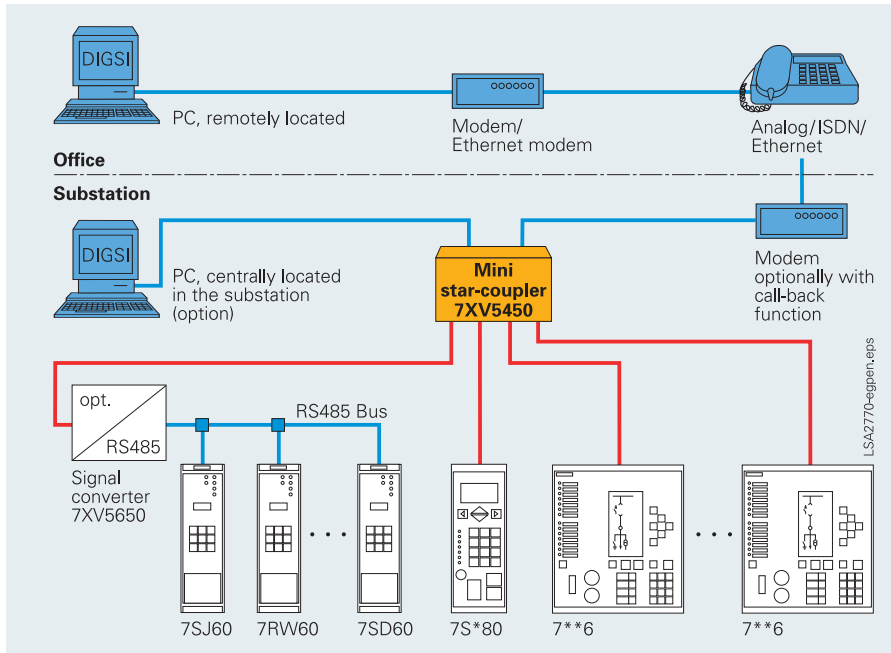 DIGSI
PC, remotely located
Modem/
Ethernet modem
Analog/ISDN/
Ethernet
Office
Substation
DIGSI
PC, centrally located
in the substation
(option)
Mini
star-coupler
7XV5450
Modem
optionally with
call-back
function
opt.
RS485
RS485 Bus
Signal
converter
7XV5650
LSA2770-egpen.eps
7SJ60
7RW60
7SD60
7S*80
7**6
7**6